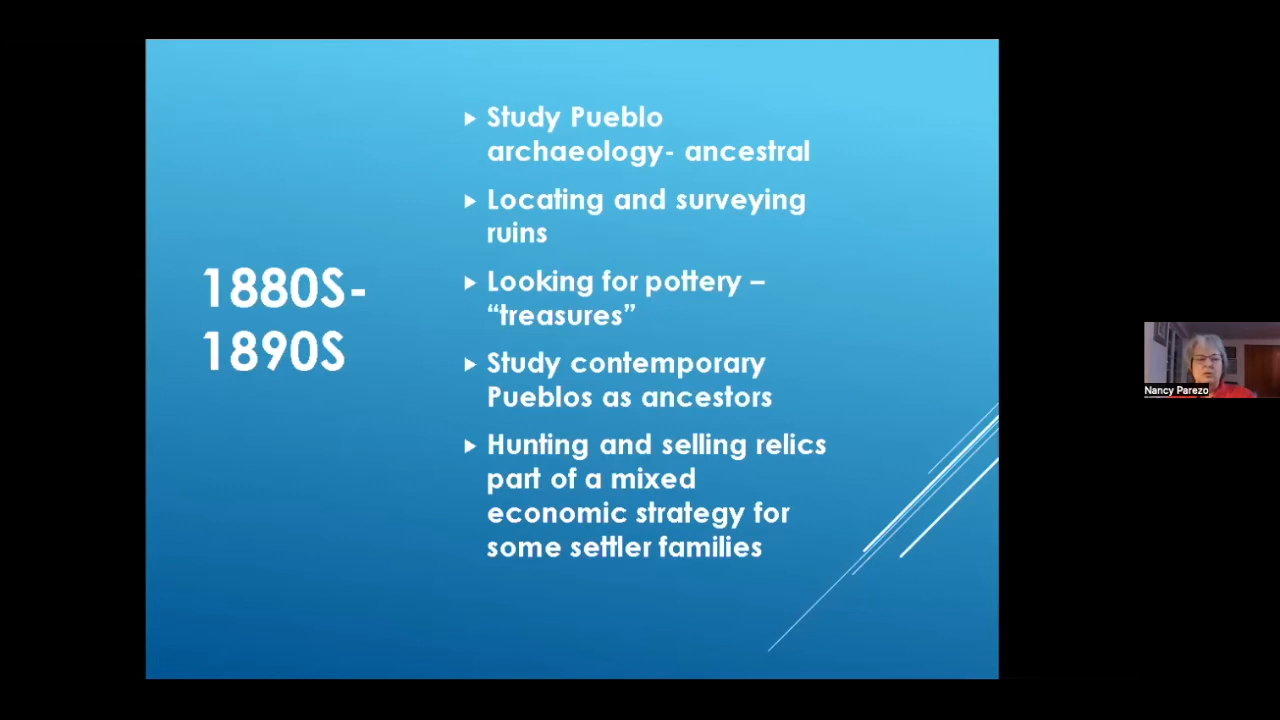 1880S-
1890S
Study Pueblo
archaeology- ancestral
Locating and surveying
ruins
Looking for pottery –
“treasures”
Study contemporary
Pueblos as ancestors
Hunting and selling relics
part of a mixed
economic strategy for
some settler families
Nancy Parezo